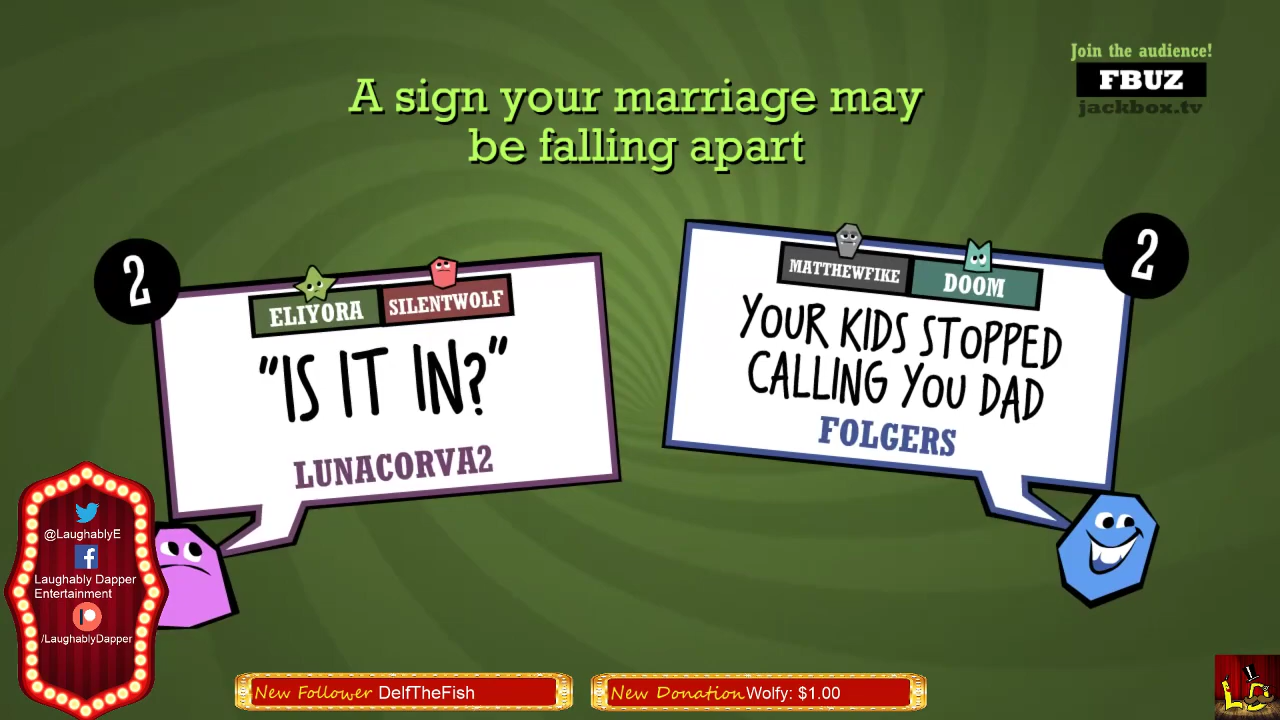 Join the audience!
FBUZ
jackbox.tv
A sign your marriage may
be falling apart
2
ELIYORA
SILENTWOLF
"IS IT IN?"
LUNACORVA2
2
MATTHEWFIKE
DOOM
YOUR KIDS STOPPED
CALLING YOU DAD
FOLGERS
@LaughablyE
Laughably Dapper
Entertainment
/LaughablyDapper
New Follower DelfTheFish
New Donation Wolfy: $1.00
LD